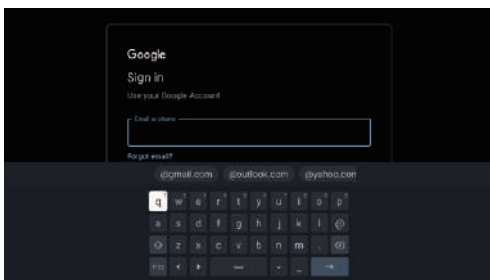 Google
Sign in
Use your Google Account
Email or phone
Forgot email?
@gmail.com @outlook.com @yahoo.com
q w e r t y u i o p
a s d f g h j k l @
z x c v b n m .
_